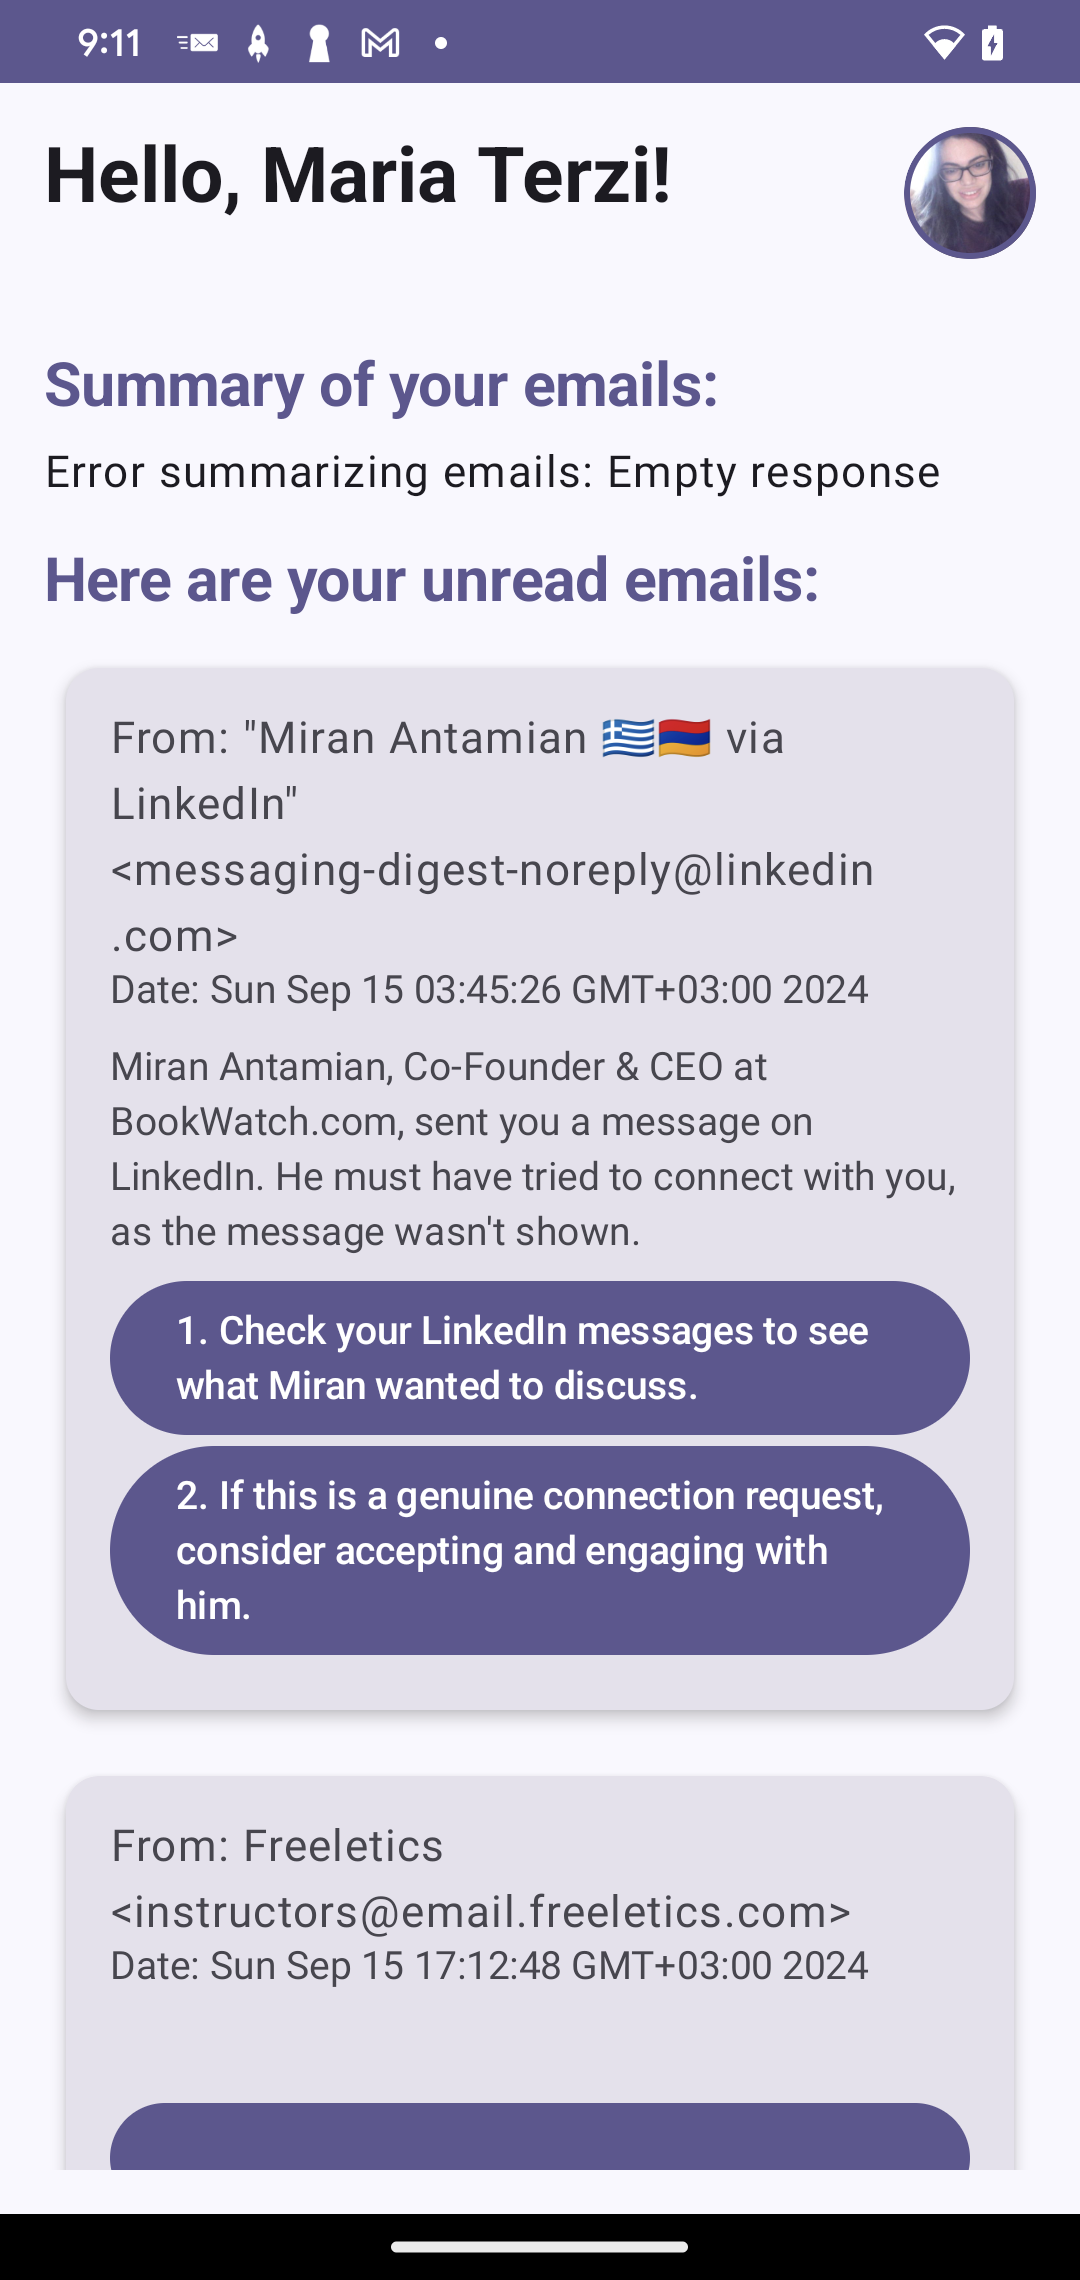 9:11
Hello, Maria Terzi!
Summary of your emails:
Error summarizing emails: Empty response
Here are your unread emails:
From: "Miran Antamian 🇬🇷🇦🇲 via
LinkedIn"
<messaging-digest-noreply@linkedin
.com>
Date: Sun Sep 15 03:45:26 GMT+03:00 2024
Miran Antamian, Co-Founder & CEO at
BookWatch.com, sent you a message on
LinkedIn. He must have tried to connect with you,
as the message wasn't shown.
1. Check your LinkedIn messages to see
what Miran wanted to discuss.
2. If this is a genuine connection request,
consider accepting and engaging with
him.
From: Freeletics
<instructors@email.freeletics.com>
Date: Sun Sep 15 17:12:48 GMT+03:00 2024